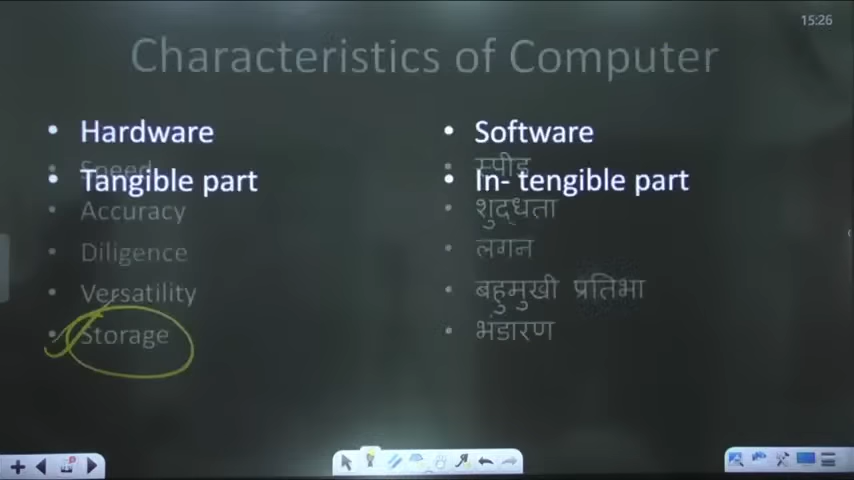 15:26
Characteristics of Computer
• Hardware
• Software
• Speed
• स्पीड
• Tangible part
• In- tengible part
• Accuracy
• शुद्धता
• Diligence
• लगन
• Versatility
• बहुमुखी प्रतिभा
• Storage
• भंडारण